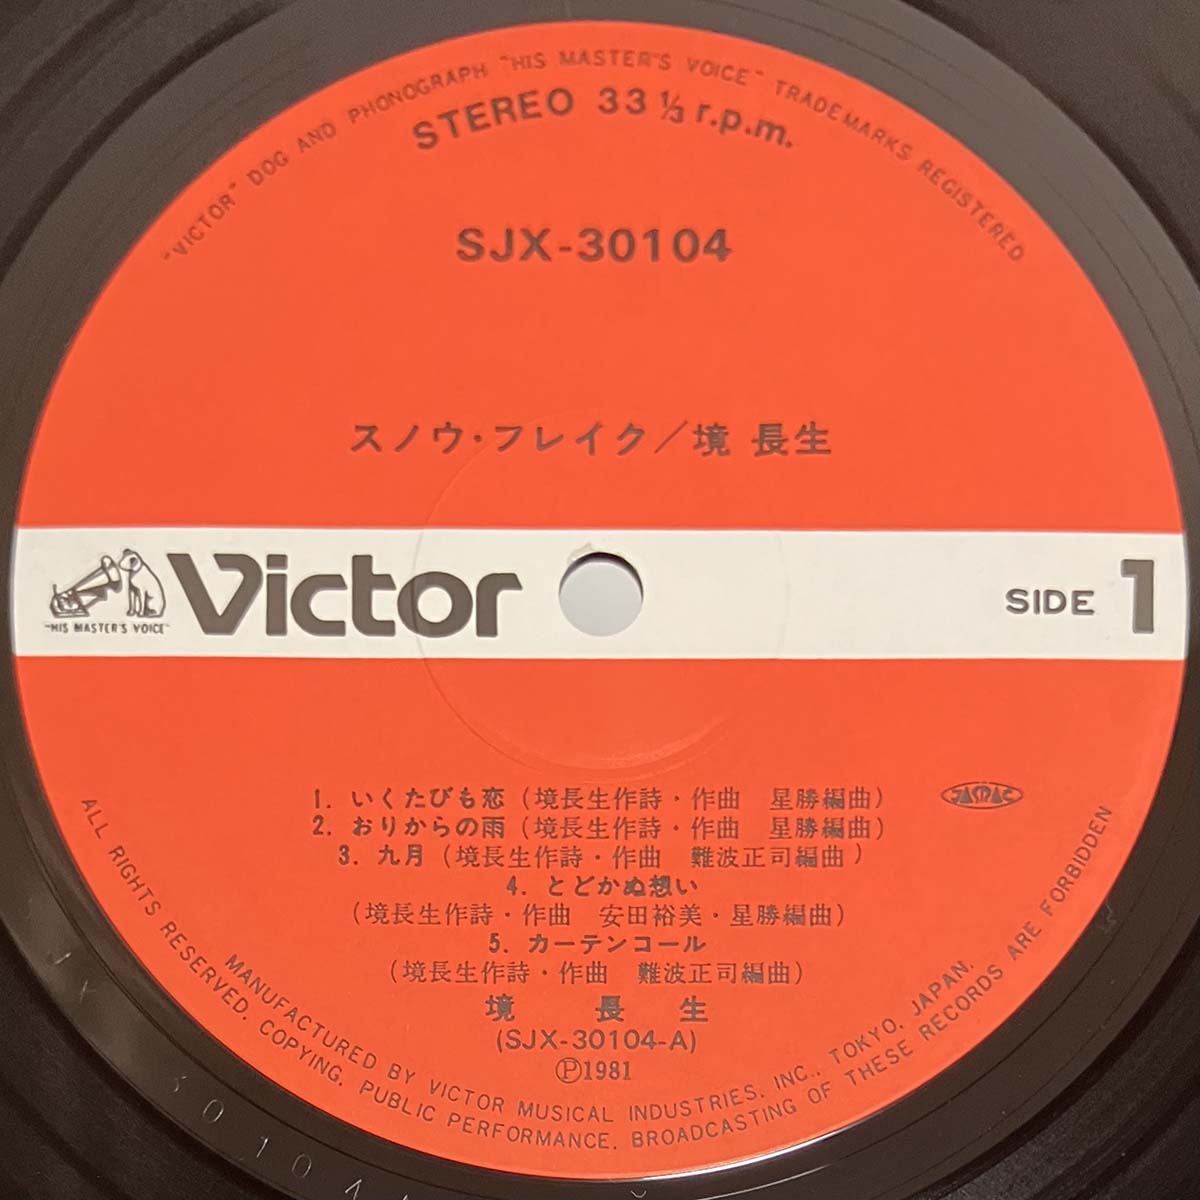 "VICTOR" DOG AND PHONOGRAPH "HIS MASTER'S VOICE" TRADEMARKS REGISTERED
STEREO 33 ⅓ r.p.m.
SJX-30104
スノウ・フレイク／境 長生
"HIS MASTER'S VOICE"
Victor
SIDE 1
1. いくたびも恋 (境長生作詩・作曲 星勝編曲)
2. おりからの雨 (境長生作詩・作曲 星勝編曲)
3. 九月 (境長生作詩・作曲 難波正司編曲)
4. とどかぬ想い
(境長生作詩・作曲 安田裕美・星勝編曲)
5. カーテンコール
(境長生作詩・作曲 難波正司編曲)
境 長 生
(SJX-30104-A)
Ⓟ1981
JASRAC
MANUFACTURED BY VICTOR MUSICAL INDUSTRIES, INC., TOKYO, JAPAN.
ALL RIGHTS RESERVED. COPYING, PUBLIC PERFORMANCE, BROADCASTING OF THESE RECORDS ARE FORBIDDEN